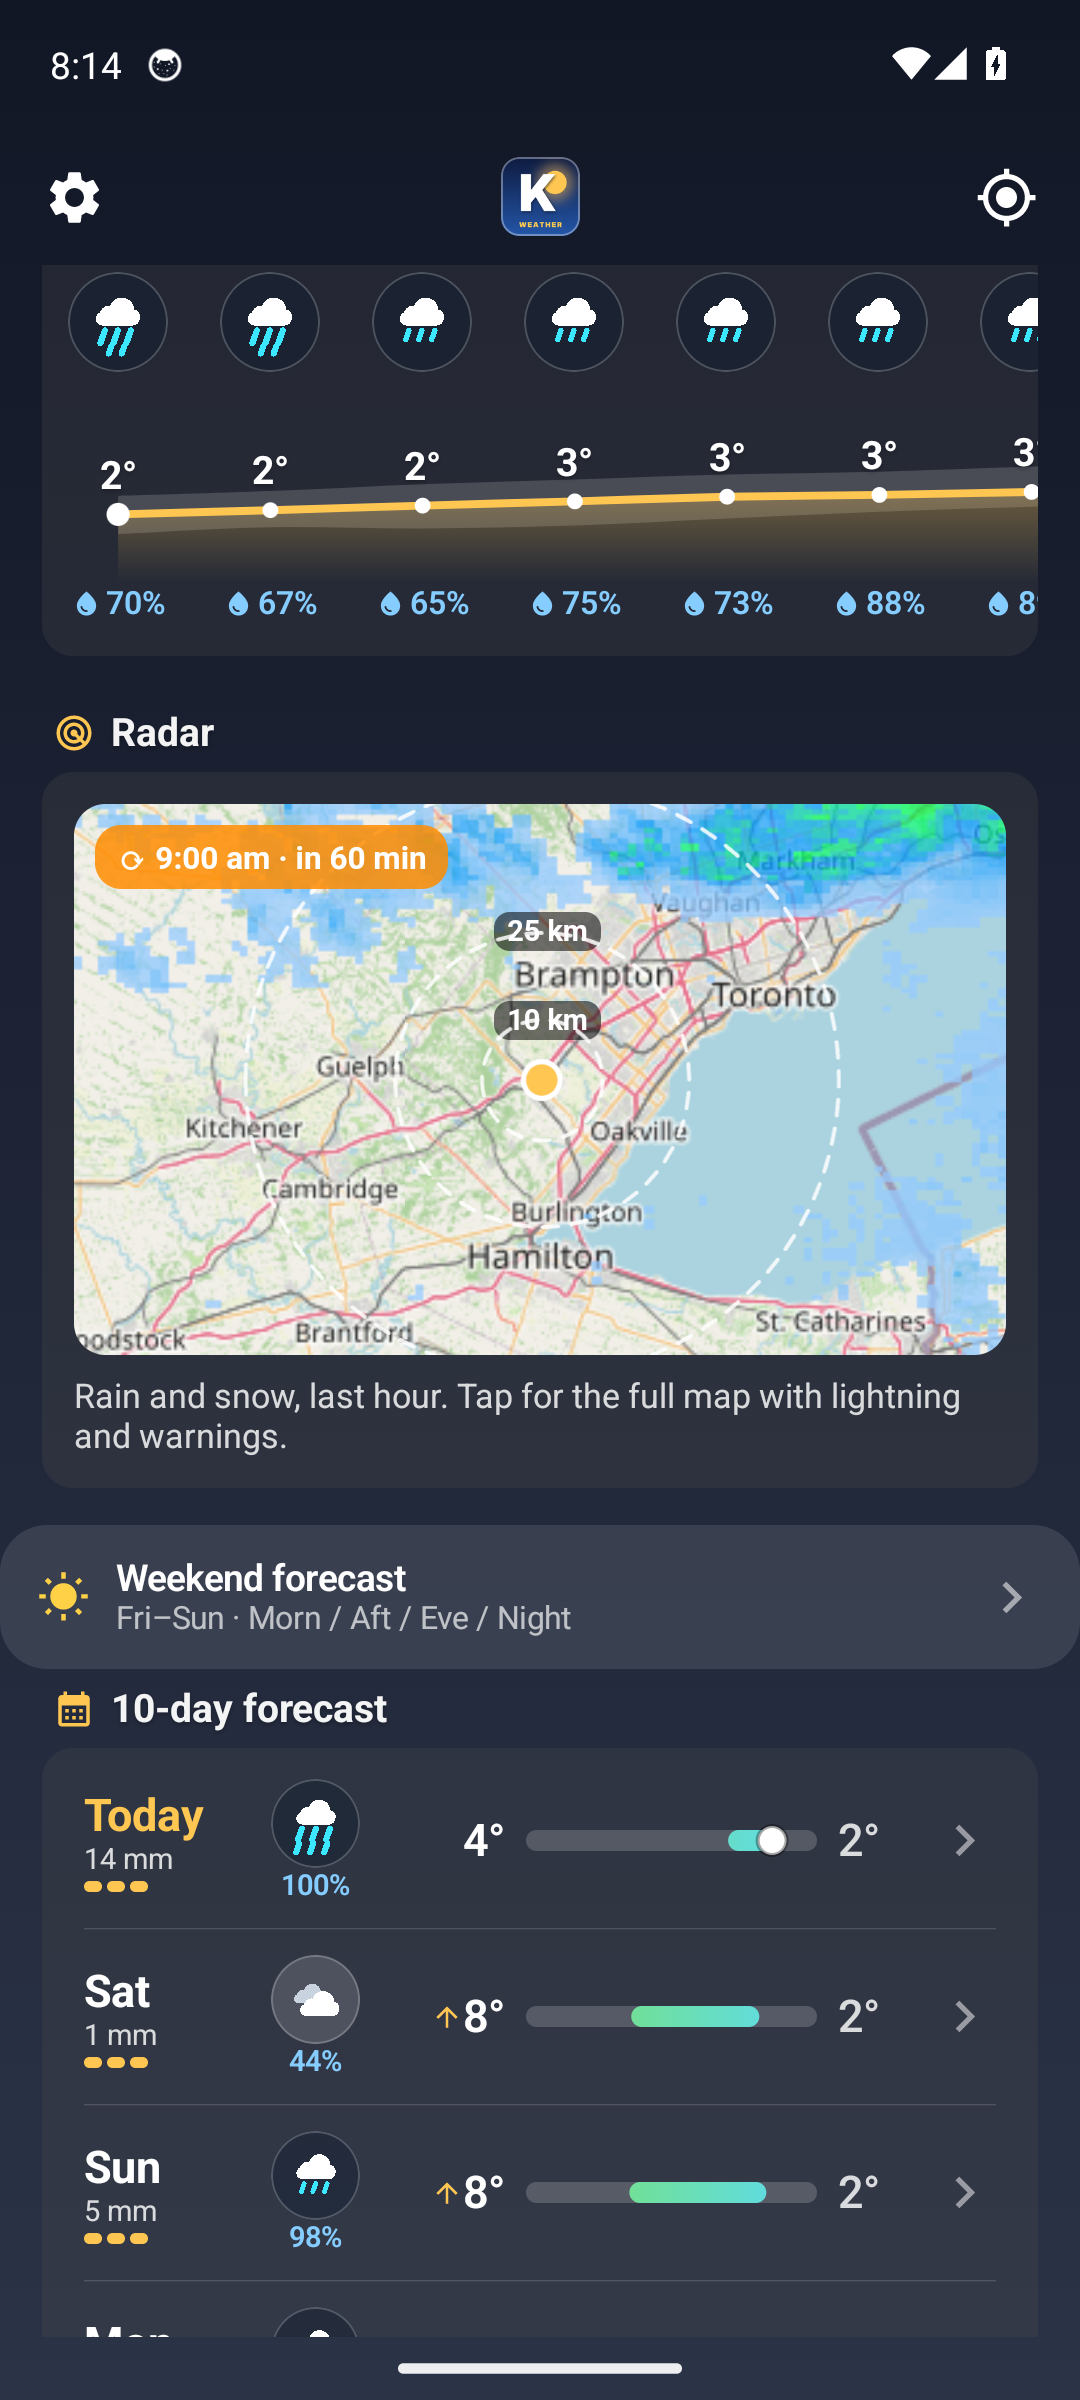 8:14
K
WEATHER
2° 2° 2° 3° 3° 3° 3°
70% 67% 65% 75% 73% 88%
Radar
9:00 am · in 60 min
Markham
Vaughan
25 km
Brampton
Toronto
10 km
Guelph
Kitchener
Oakville
Cambridge
Burlington
Hamilton
St. Catharines
Brantford
oodstock
Rain and snow, last hour. Tap for the full map with lightning
and warnings.
Weekend forecast
Fri–Sun · Morn / Aft / Eve / Night
10-day forecast
Today
4° 2°
14 mm
100%
Sat
8° 2°
1 mm
44%
Sun
8° 2°
5 mm
98%